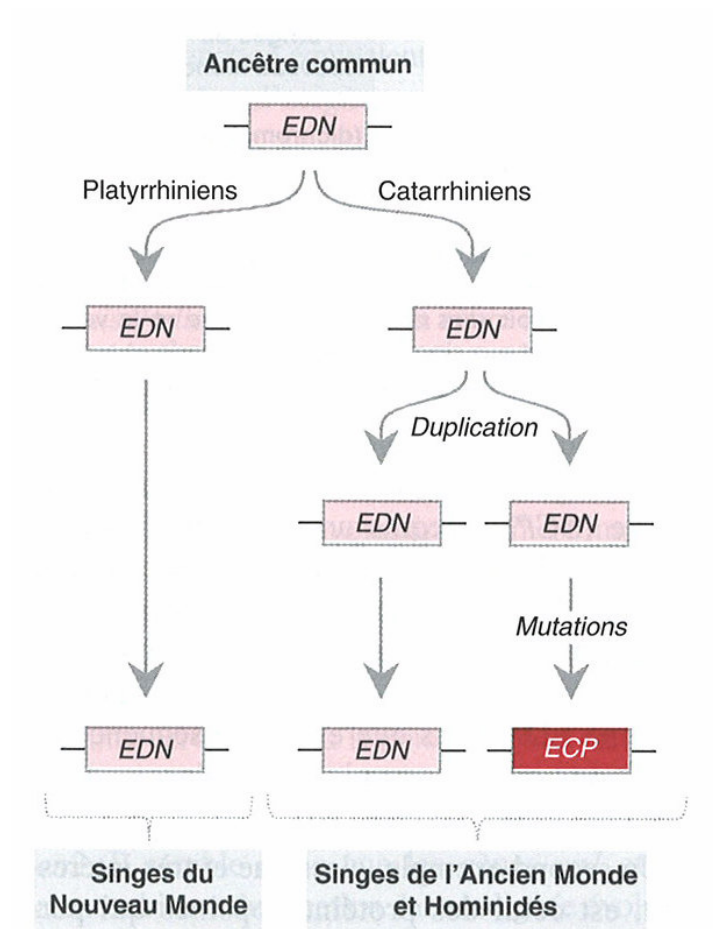 Ancêtre commun
EDN
Platyrrhiniens
Catarrhiniens
EDN
EDN
Duplication
EDN
EDN
Mutations
EDN
EDN
ECP
Singes du
Nouveau Monde
Singes de l'Ancien Monde
et Hominidés